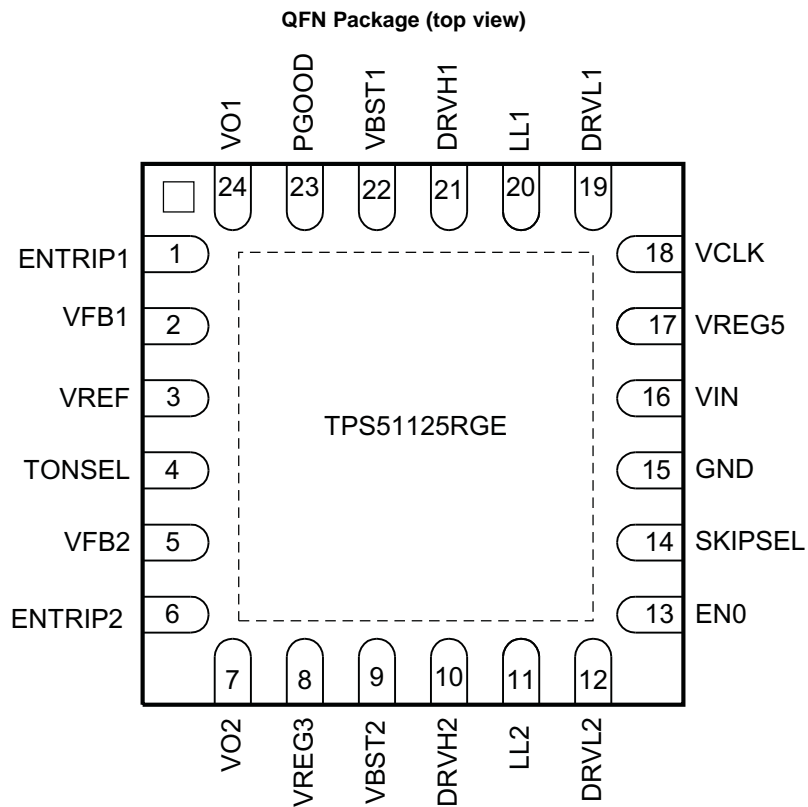 QFN Package (top view)
VO1
PGOOD
VBST1
DRVH1
LL1
DRVL1
24
23
22
21
20
19
ENTRIP1
1
18
VCLK
VFB1
2
17
VREG5
VREF
3
16
VIN
TPS51125RGE
TONSEL
4
15
GND
VFB2
5
14
SKIPSEL
ENTRIP2
6
13
EN0
7
8
9
10
11
12
VO2
VREG3
VBST2
DRVH2
LL2
DRVL2